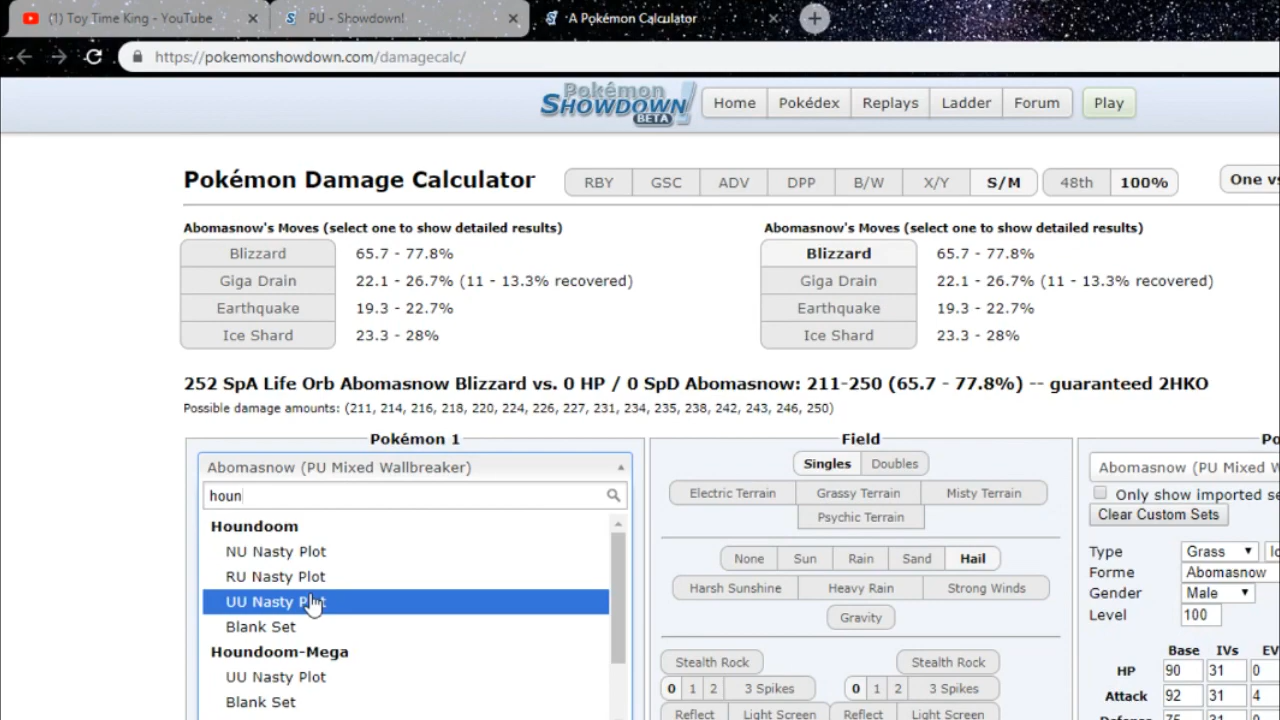 (1) Toy Time King - YouTube
PU - Showdown!
A Pokémon Calculator
https://pokemonshowdown.com/damagecalc/
Pokémon
SHOWDOWN!
BETA
Home Pokédex Replays Ladder Forum Play
Pokémon Damage Calculator
RBY GSC ADV DPP B/W X/Y S/M 48th 100% One vs
Abomasnow's Moves (select one to show detailed results)
Blizzard 65.7 - 77.8%
Giga Drain 22.1 - 26.7% (11 - 13.3% recovered)
Earthquake 19.3 - 22.7%
Ice Shard 23.3 - 28%
Abomasnow's Moves (select one to show detailed results)
Blizzard 65.7 - 77.8%
Giga Drain 22.1 - 26.7% (11 - 13.3% recovered)
Earthquake 19.3 - 22.7%
Ice Shard 23.3 - 28%
252 SpA Life Orb Abomasnow Blizzard vs. 0 HP / 0 SpD Abomasnow: 211-250 (65.7 - 77.8%) -- guaranteed 2HKO
Possible damage amounts: (211, 214, 216, 218, 220, 224, 226, 227, 231, 234, 235, 238, 242, 243, 246, 250)
Pokémon 1
Abomasnow (PU Mixed Wallbreaker)
houn
Houndoom
NU Nasty Plot
RU Nasty Plot
UU Nasty Plot
Blank Set
Houndoom-Mega
UU Nasty Plot
Blank Set
Field
Singles Doubles
Electric Terrain Grassy Terrain Misty Terrain
Psychic Terrain
None Sun Rain Sand Hail
Harsh Sunshine Heavy Rain Strong Winds
Gravity
Stealth Rock Stealth Rock
0 1 2 3 Spikes 0 1 2 3 Spikes
Reflect Light Screen Reflect Light Screen
Po
Abomasnow (PU Mixed W
Only show imported se
Clear Custom Sets
Type Grass Ic
Forme Abomasnow
Gender Male
Level 100
Base IVs EV
HP 90 31 0
Attack 92 31 4
Defense 75 31 0